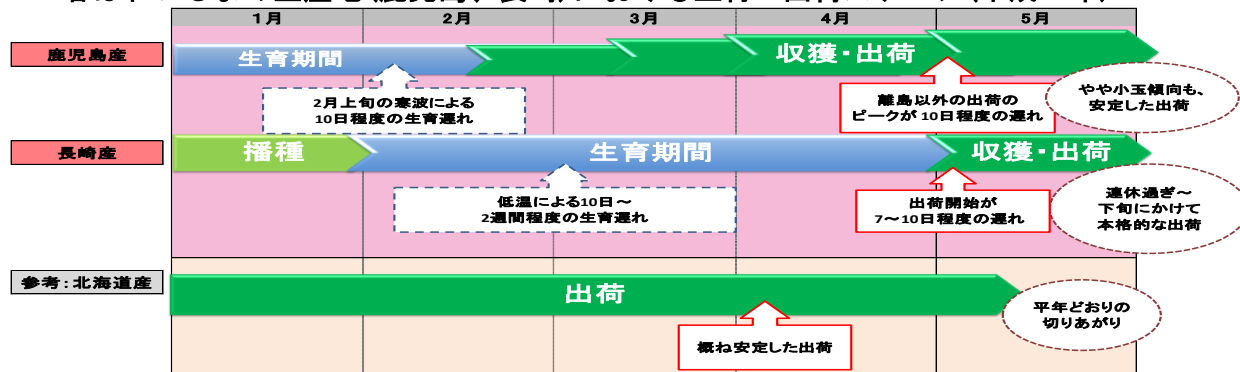 1月 2月 3月 4月 5月
鹿児島産
生育期間
収穫・出荷
2月上旬の寒波による
10日程度の生育遅れ
離島以外の出荷の
ピークが10日程度の遅れ
やや小玉傾向も、
安定した出荷
長崎産
播種
生育期間
収穫・出荷
低温による10日～
2週間程度の生育遅れ
出荷開始が
7～10日程度の遅れ
連休過ぎ～
下旬にかけて
本格的な出荷
参考:北海道産
出荷
概ね安定した出荷
平年どおりの
切りあがり